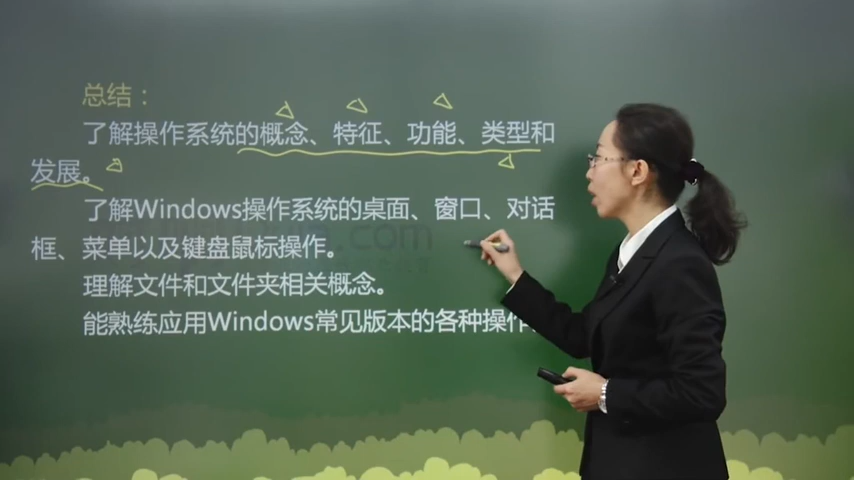 总结：
了解操作系统的概念、特征、功能、类型和
发展。
了解Windows操作系统的桌面、窗口、对话
框、菜单以及键盘鼠标操作。
理解文件和文件夹相关概念。
能熟练应用Windows常见版本的各种操作